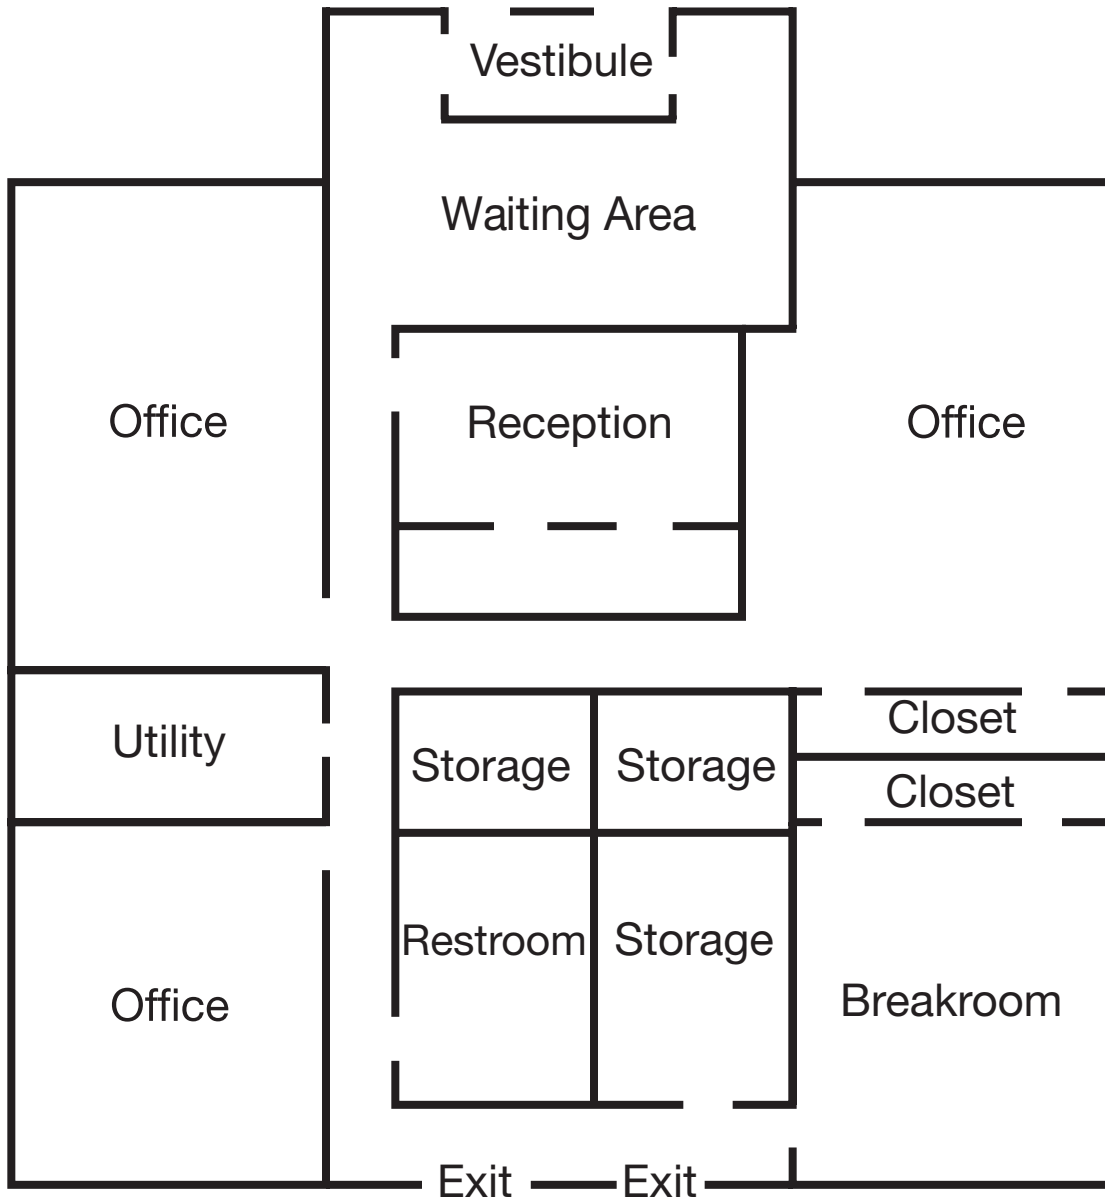 Vestibule
Waiting Area
Office
Reception
Office
Utility
Storage
Storage
Closet
Closet
Restroom
Storage
Office
Breakroom
Exit
Exit